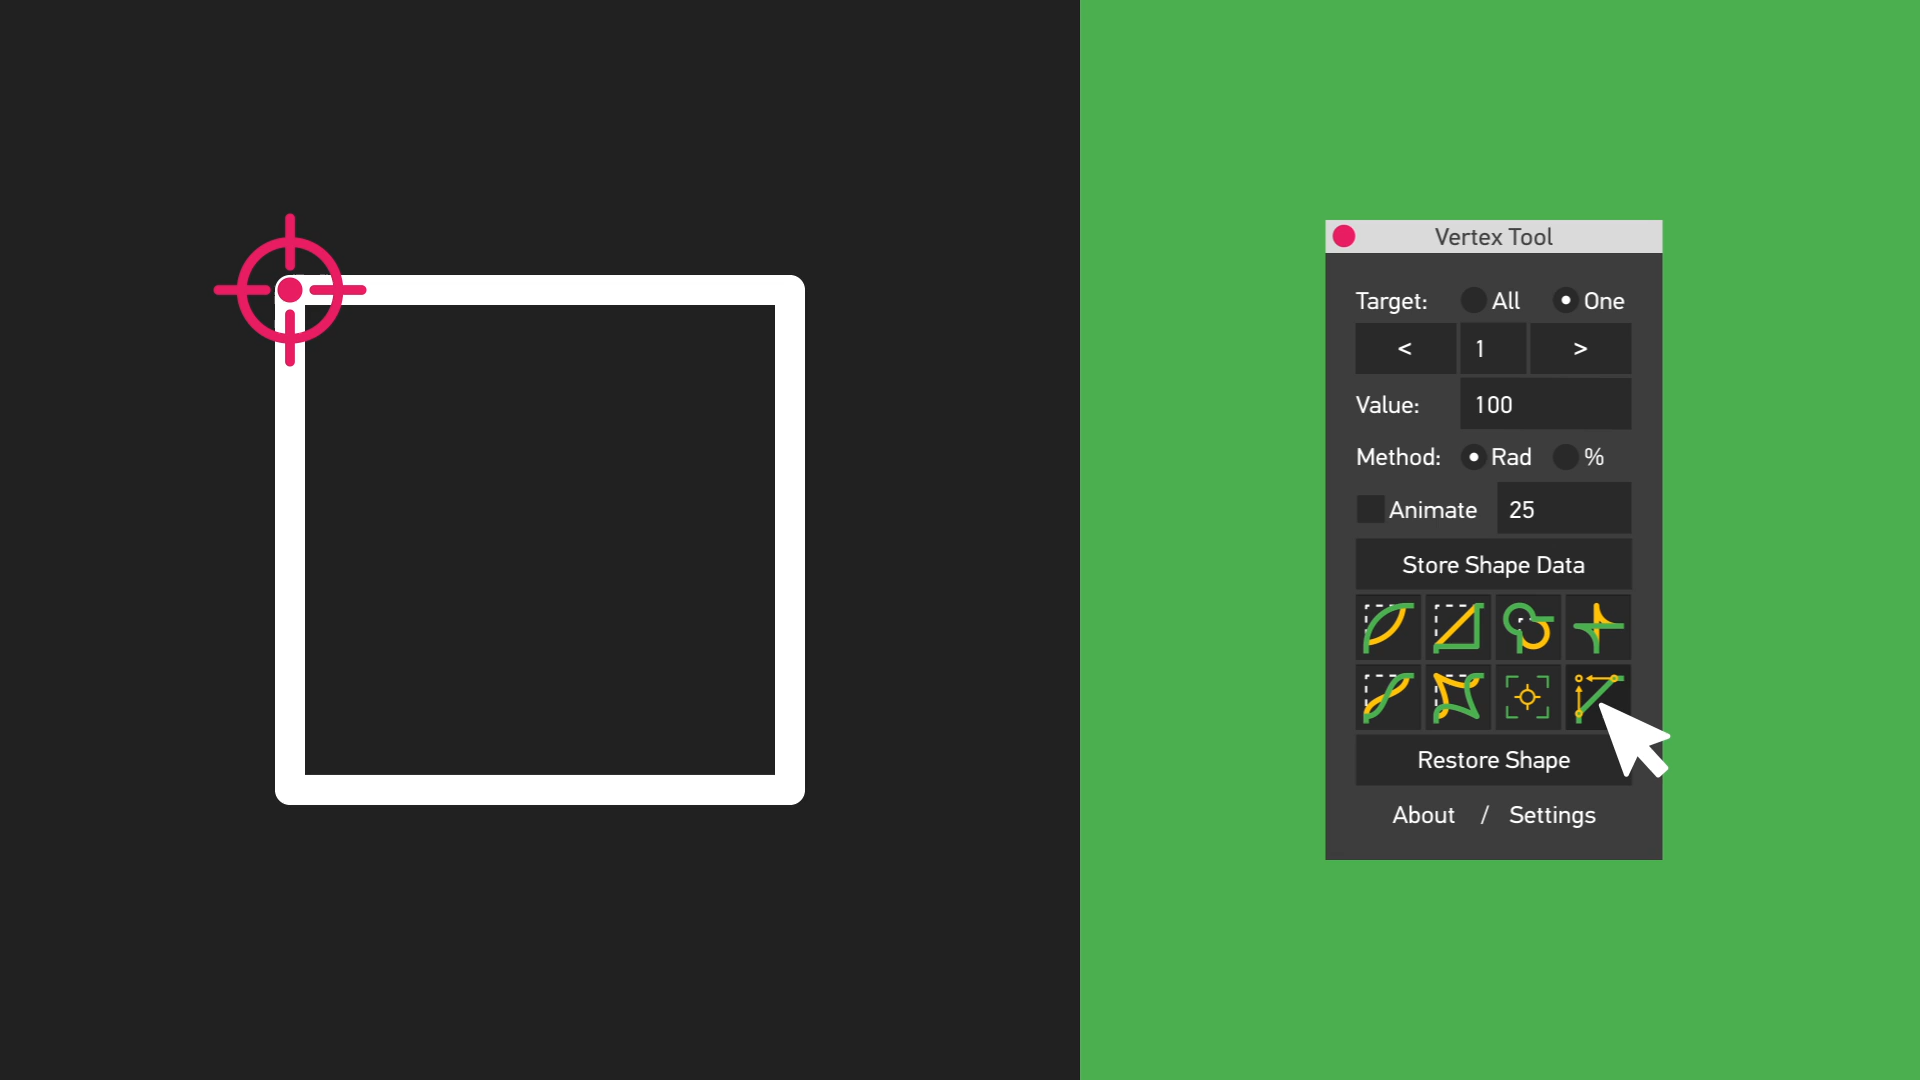 Vertex Tool
Target: All One
< 1 >
Value: 100
Method: Rad %
Animate 25
Store Shape Data
Restore Shape
About / Settings